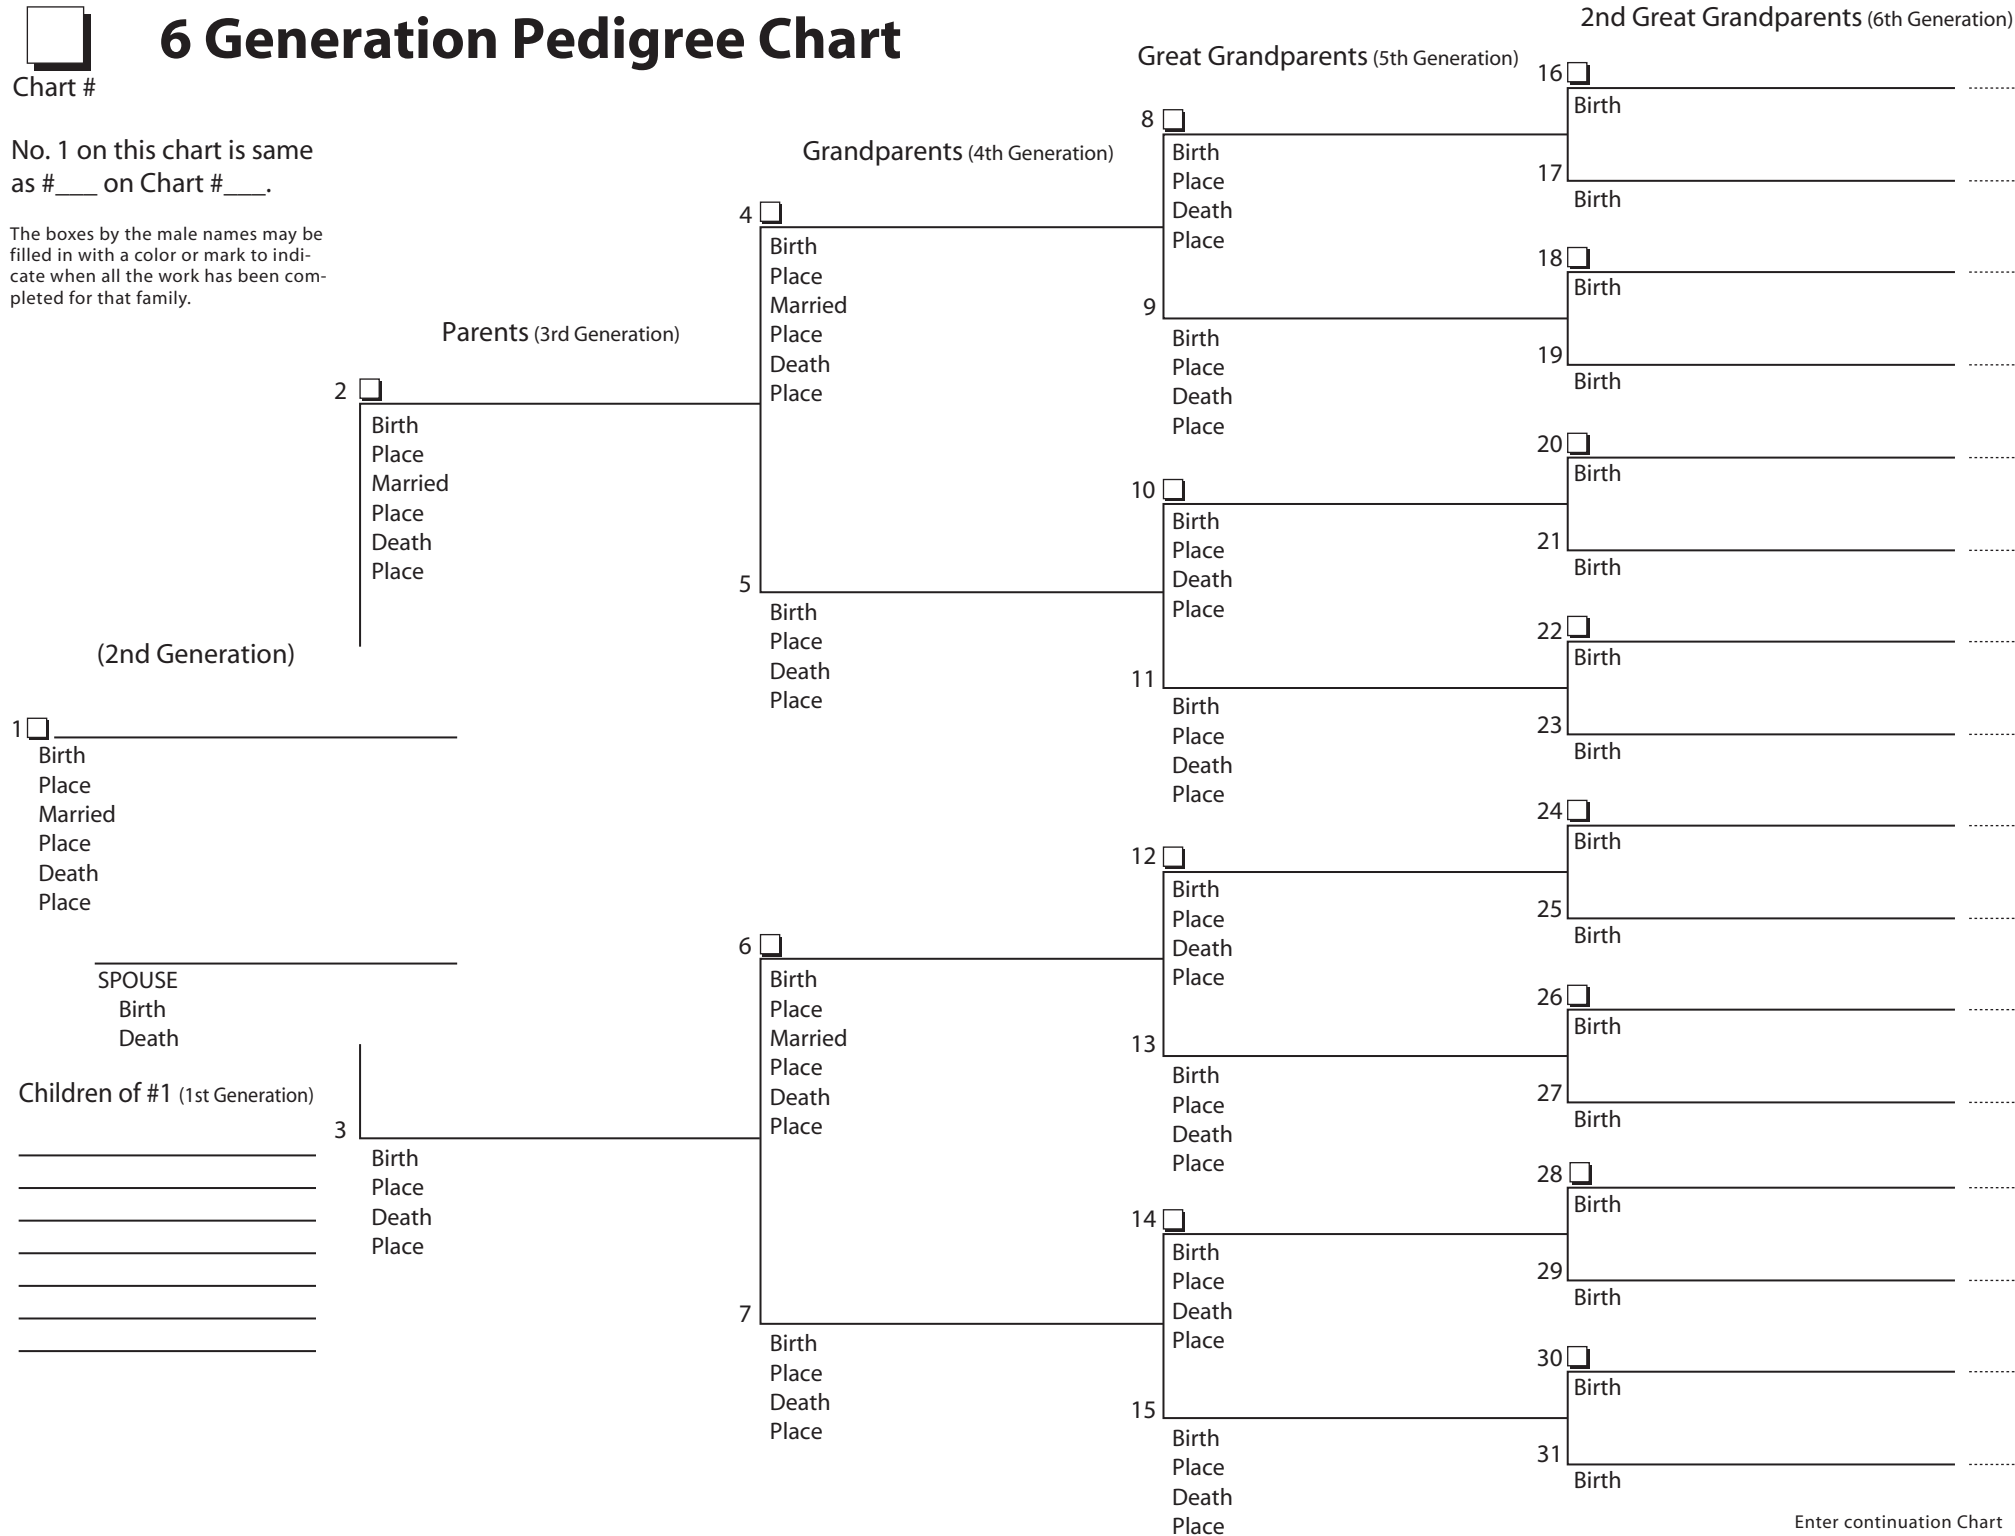 6 Generation Pedigree Chart
Chart #
No. 1 on this chart is same
as #___ on Chart #___.
The boxes by the male names may be
filled in with a color or mark to indi-
cate when all the work has been com-
pleted for that family.
(2nd Generation)
1
Birth
Place
Married
Place
Death
Place
SPOUSE
Birth
Death
Children of #1 (1st Generation)
Parents (3rd Generation)
2
Birth
Place
Married
Place
Death
Place
3
Birth
Place
Death
Place
Grandparents (4th Generation)
4
Birth
Place
Married
Place
Death
Place
5
Birth
Place
Death
Place
6
Birth
Place
Married
Place
Death
Place
7
Birth
Place
Death
Place
Great Grandparents (5th Generation)
8
Birth
Place
Death
Place
9
Birth
Place
Death
Place
10
Birth
Place
Death
Place
11
Birth
Place
Death
Place
12
Birth
Place
Death
Place
13
Birth
Place
Death
Place
14
Birth
Place
Death
Place
15
Birth
Place
Death
Place
2nd Great Grandparents (6th Generation)
16
Birth
17
Birth
18
Birth
19
Birth
20
Birth
21
Birth
22
Birth
23
Birth
24
Birth
25
Birth
26
Birth
27
Birth
28
Birth
29
Birth
30
Birth
31
Birth
Enter continuation Chart